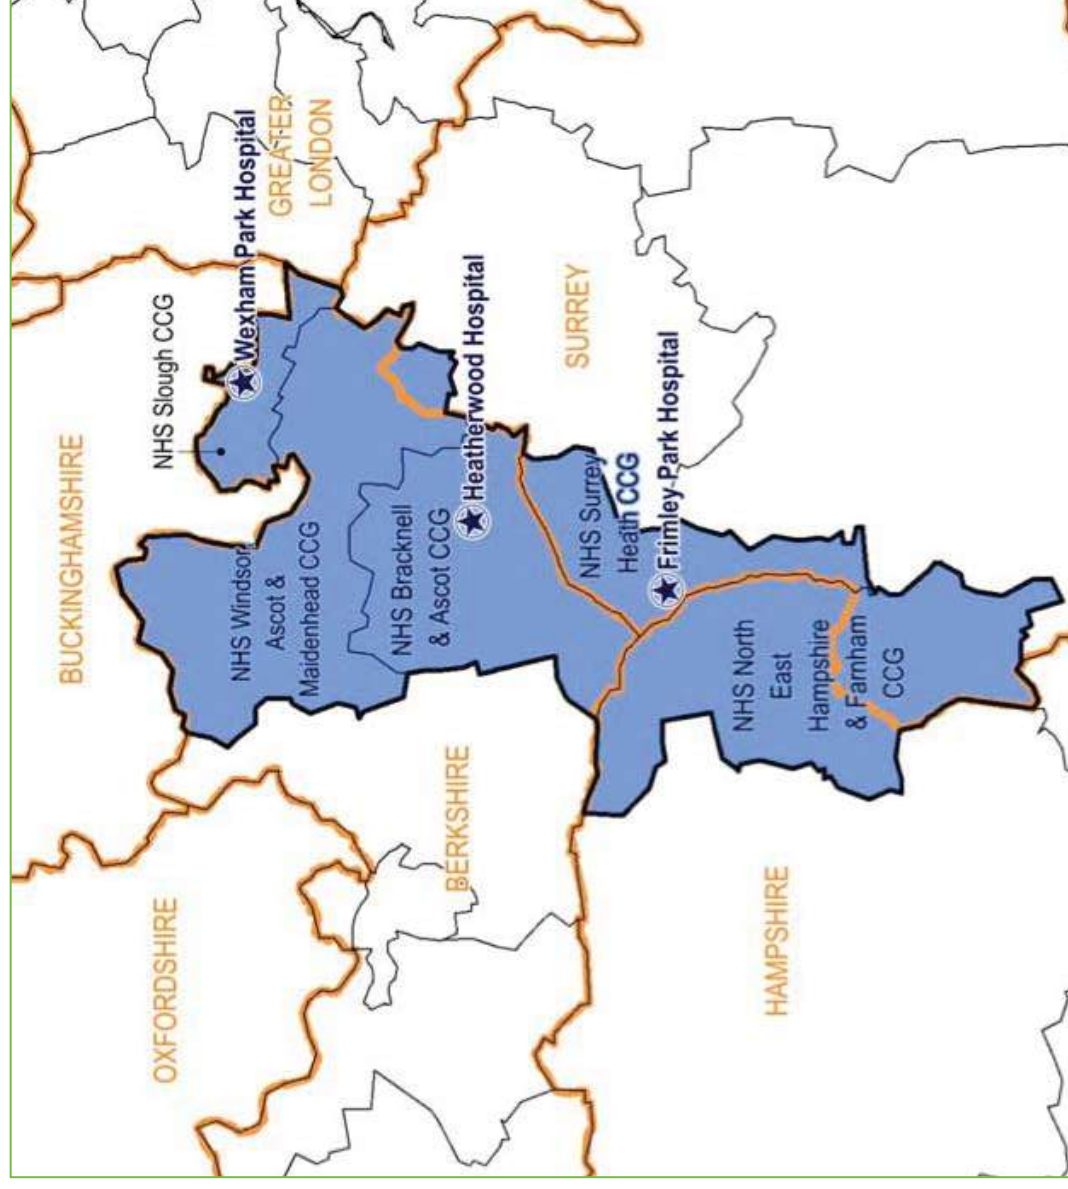 BUCKINGHAMSHIRE
OXFORDSHIRE
NHS Slough CCG
Wexham Park Hospital
GREATER
LONDON
NHS Windsor
Ascot &
Maidenhead CCG
NHS Bracknell
& Ascot CCG
Heatherwood Hospital
BERKSHIRE
SURREY
NHS Surrey
Heath CCG
Frimley Park Hospital
NHS North
East
Hampshire
& Farnham
CCG
HAMPSHIRE